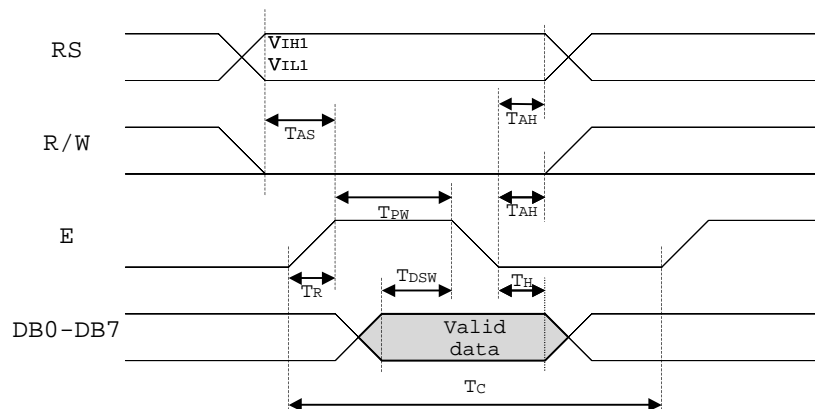 RS
VIH1
VIL1
TAH
TAS
R/W
TPW
TAH
E
TDSW
TH
TR
DB0-DB7
Valid
data
TC